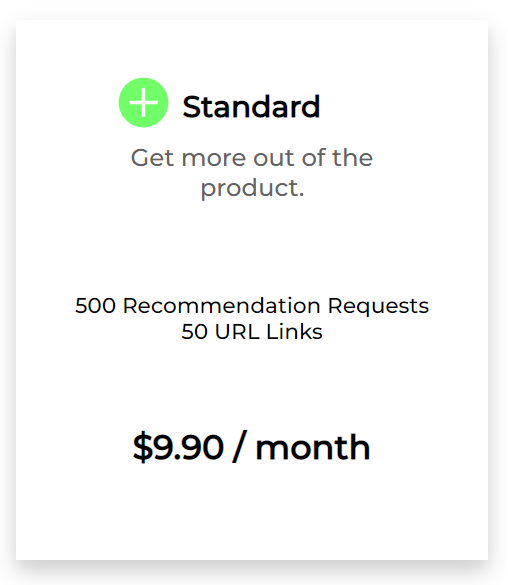 Standard
Get more out of the
product.
500 Recommendation Requests
50 URL Links
$9.90 / month